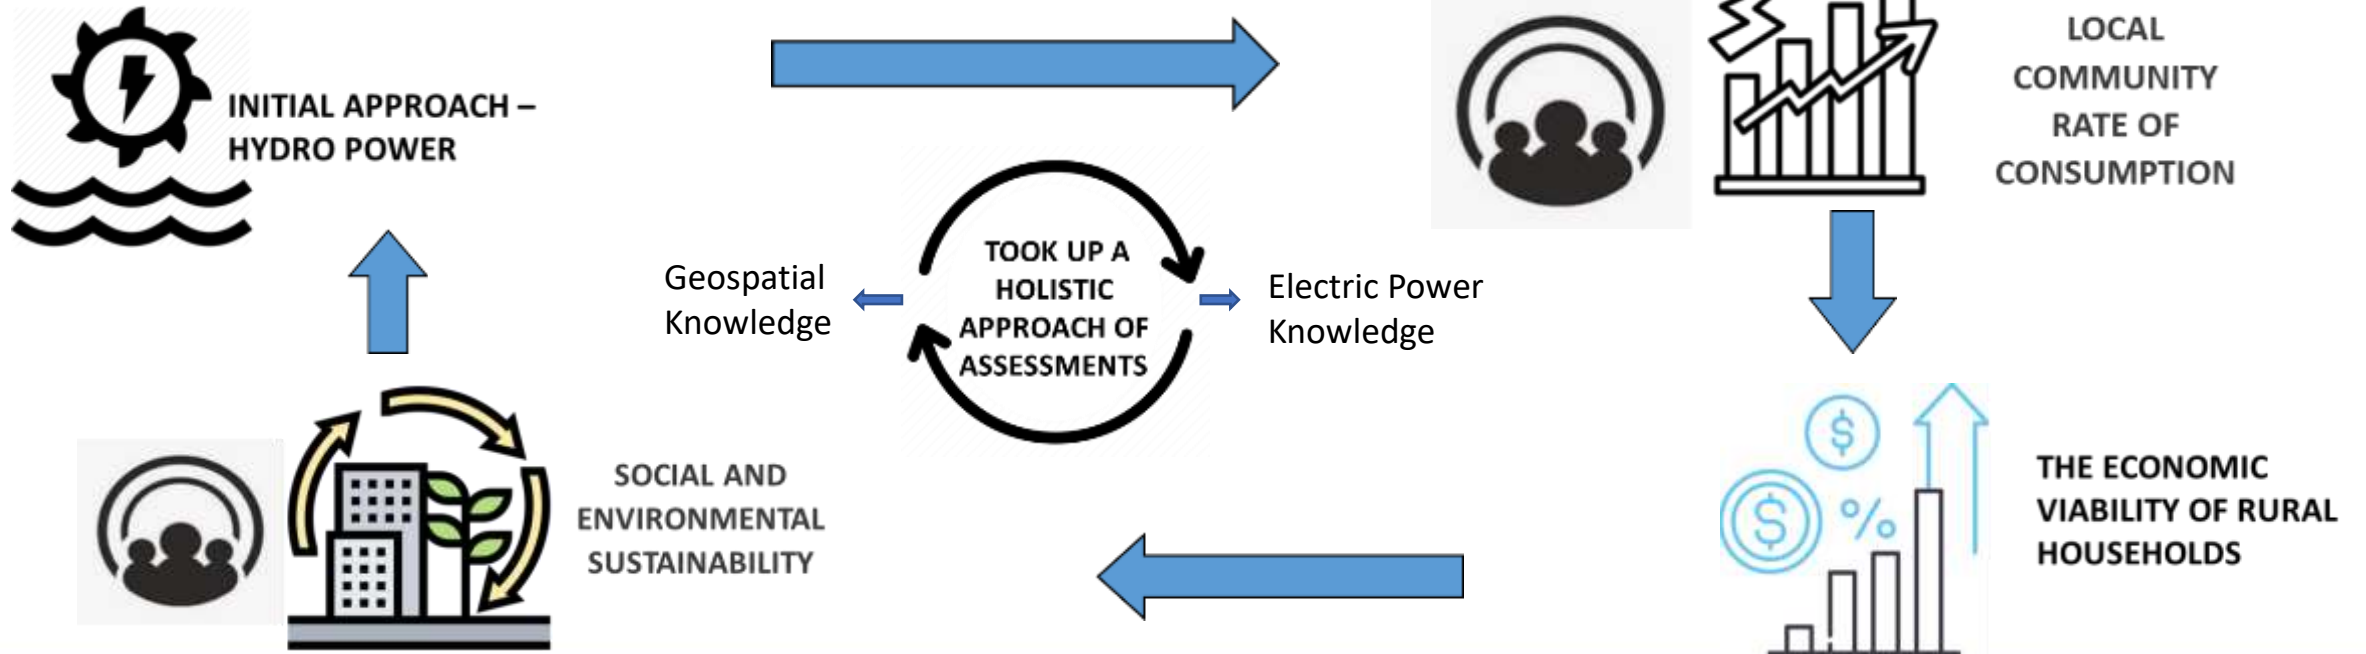 INITIAL APPROACH –
HYDRO POWER
LOCAL
COMMUNITY
RATE OF
CONSUMPTION
Geospatial
Knowledge
TOOK UP A
HOLISTIC
APPROACH OF
ASSESSMENTS
Electric Power
Knowledge
SOCIAL AND
ENVIRONMENTAL
SUSTAINABILITY
$
$
%
THE ECONOMIC
VIABILITY OF RURAL
HOUSEHOLDS